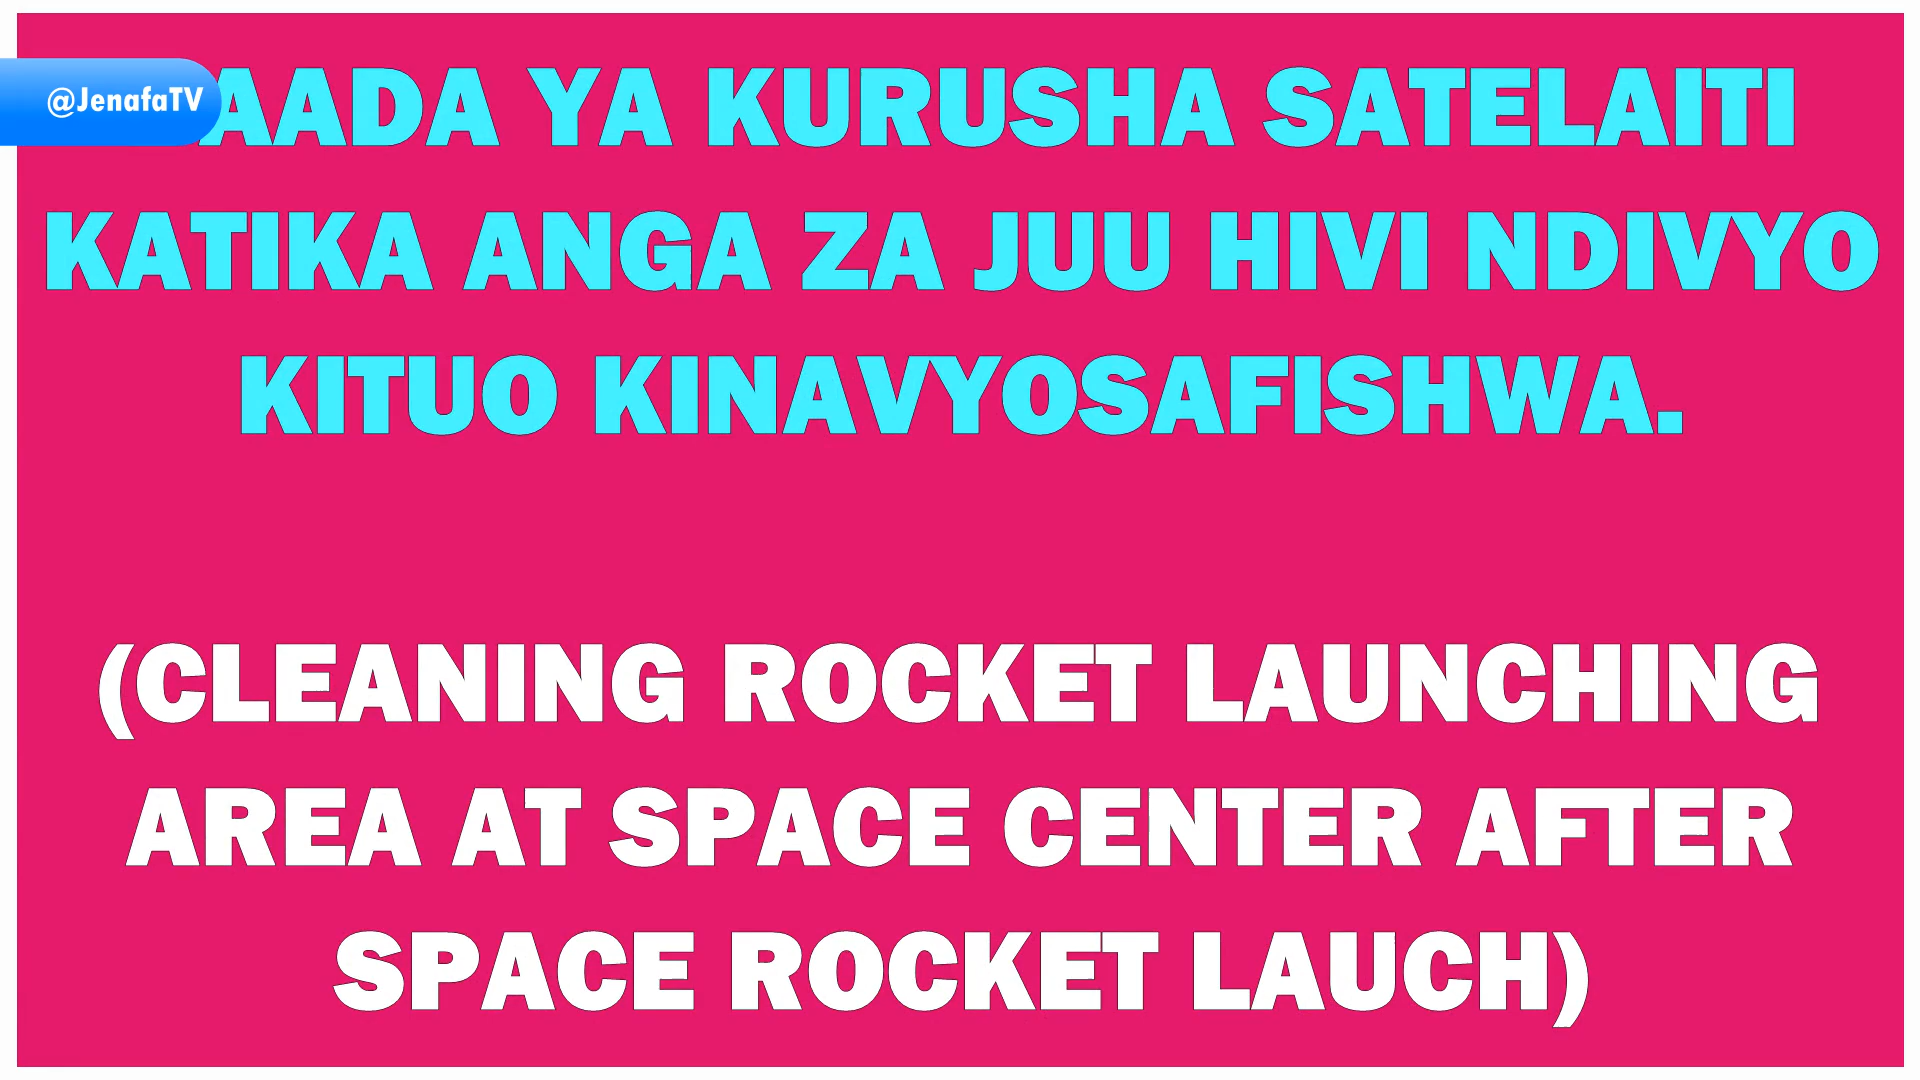 @JenafaTV
YA KURUSHA SATELAITI
KATIKA ANGA ZA JUU HIVI NDIVYO
KITUO KINAVYOSAFISHWA.
(CLEANING ROCKET LAUNCHING
AREA AT SPACE CENTER AFTER
SPACE ROCKET LAUCH)